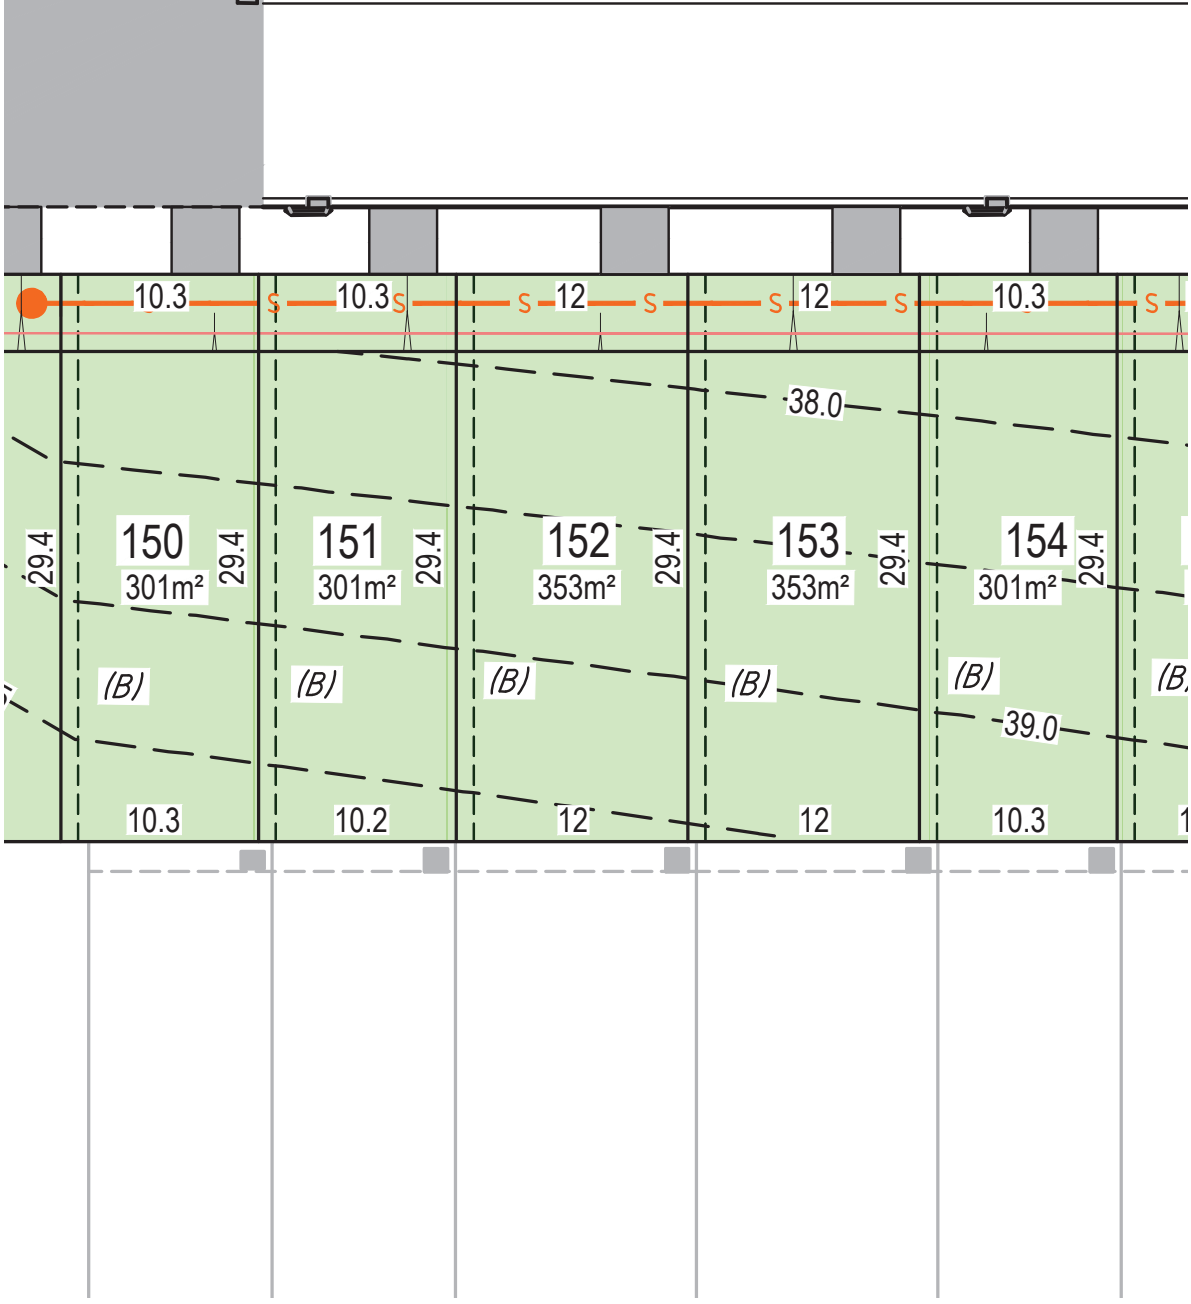 10.3 S 10.3 S S 12 S S 12 S 10.3 S
38.0
29.4 150 29.4 151 29.4 152 29.4 153 29.4 154 29.4
301m² 301m² 353m² 353m² 301m²
(B) (B) (B) (B) (B) (B)
39.0
10.3 10.2 12 12 10.3